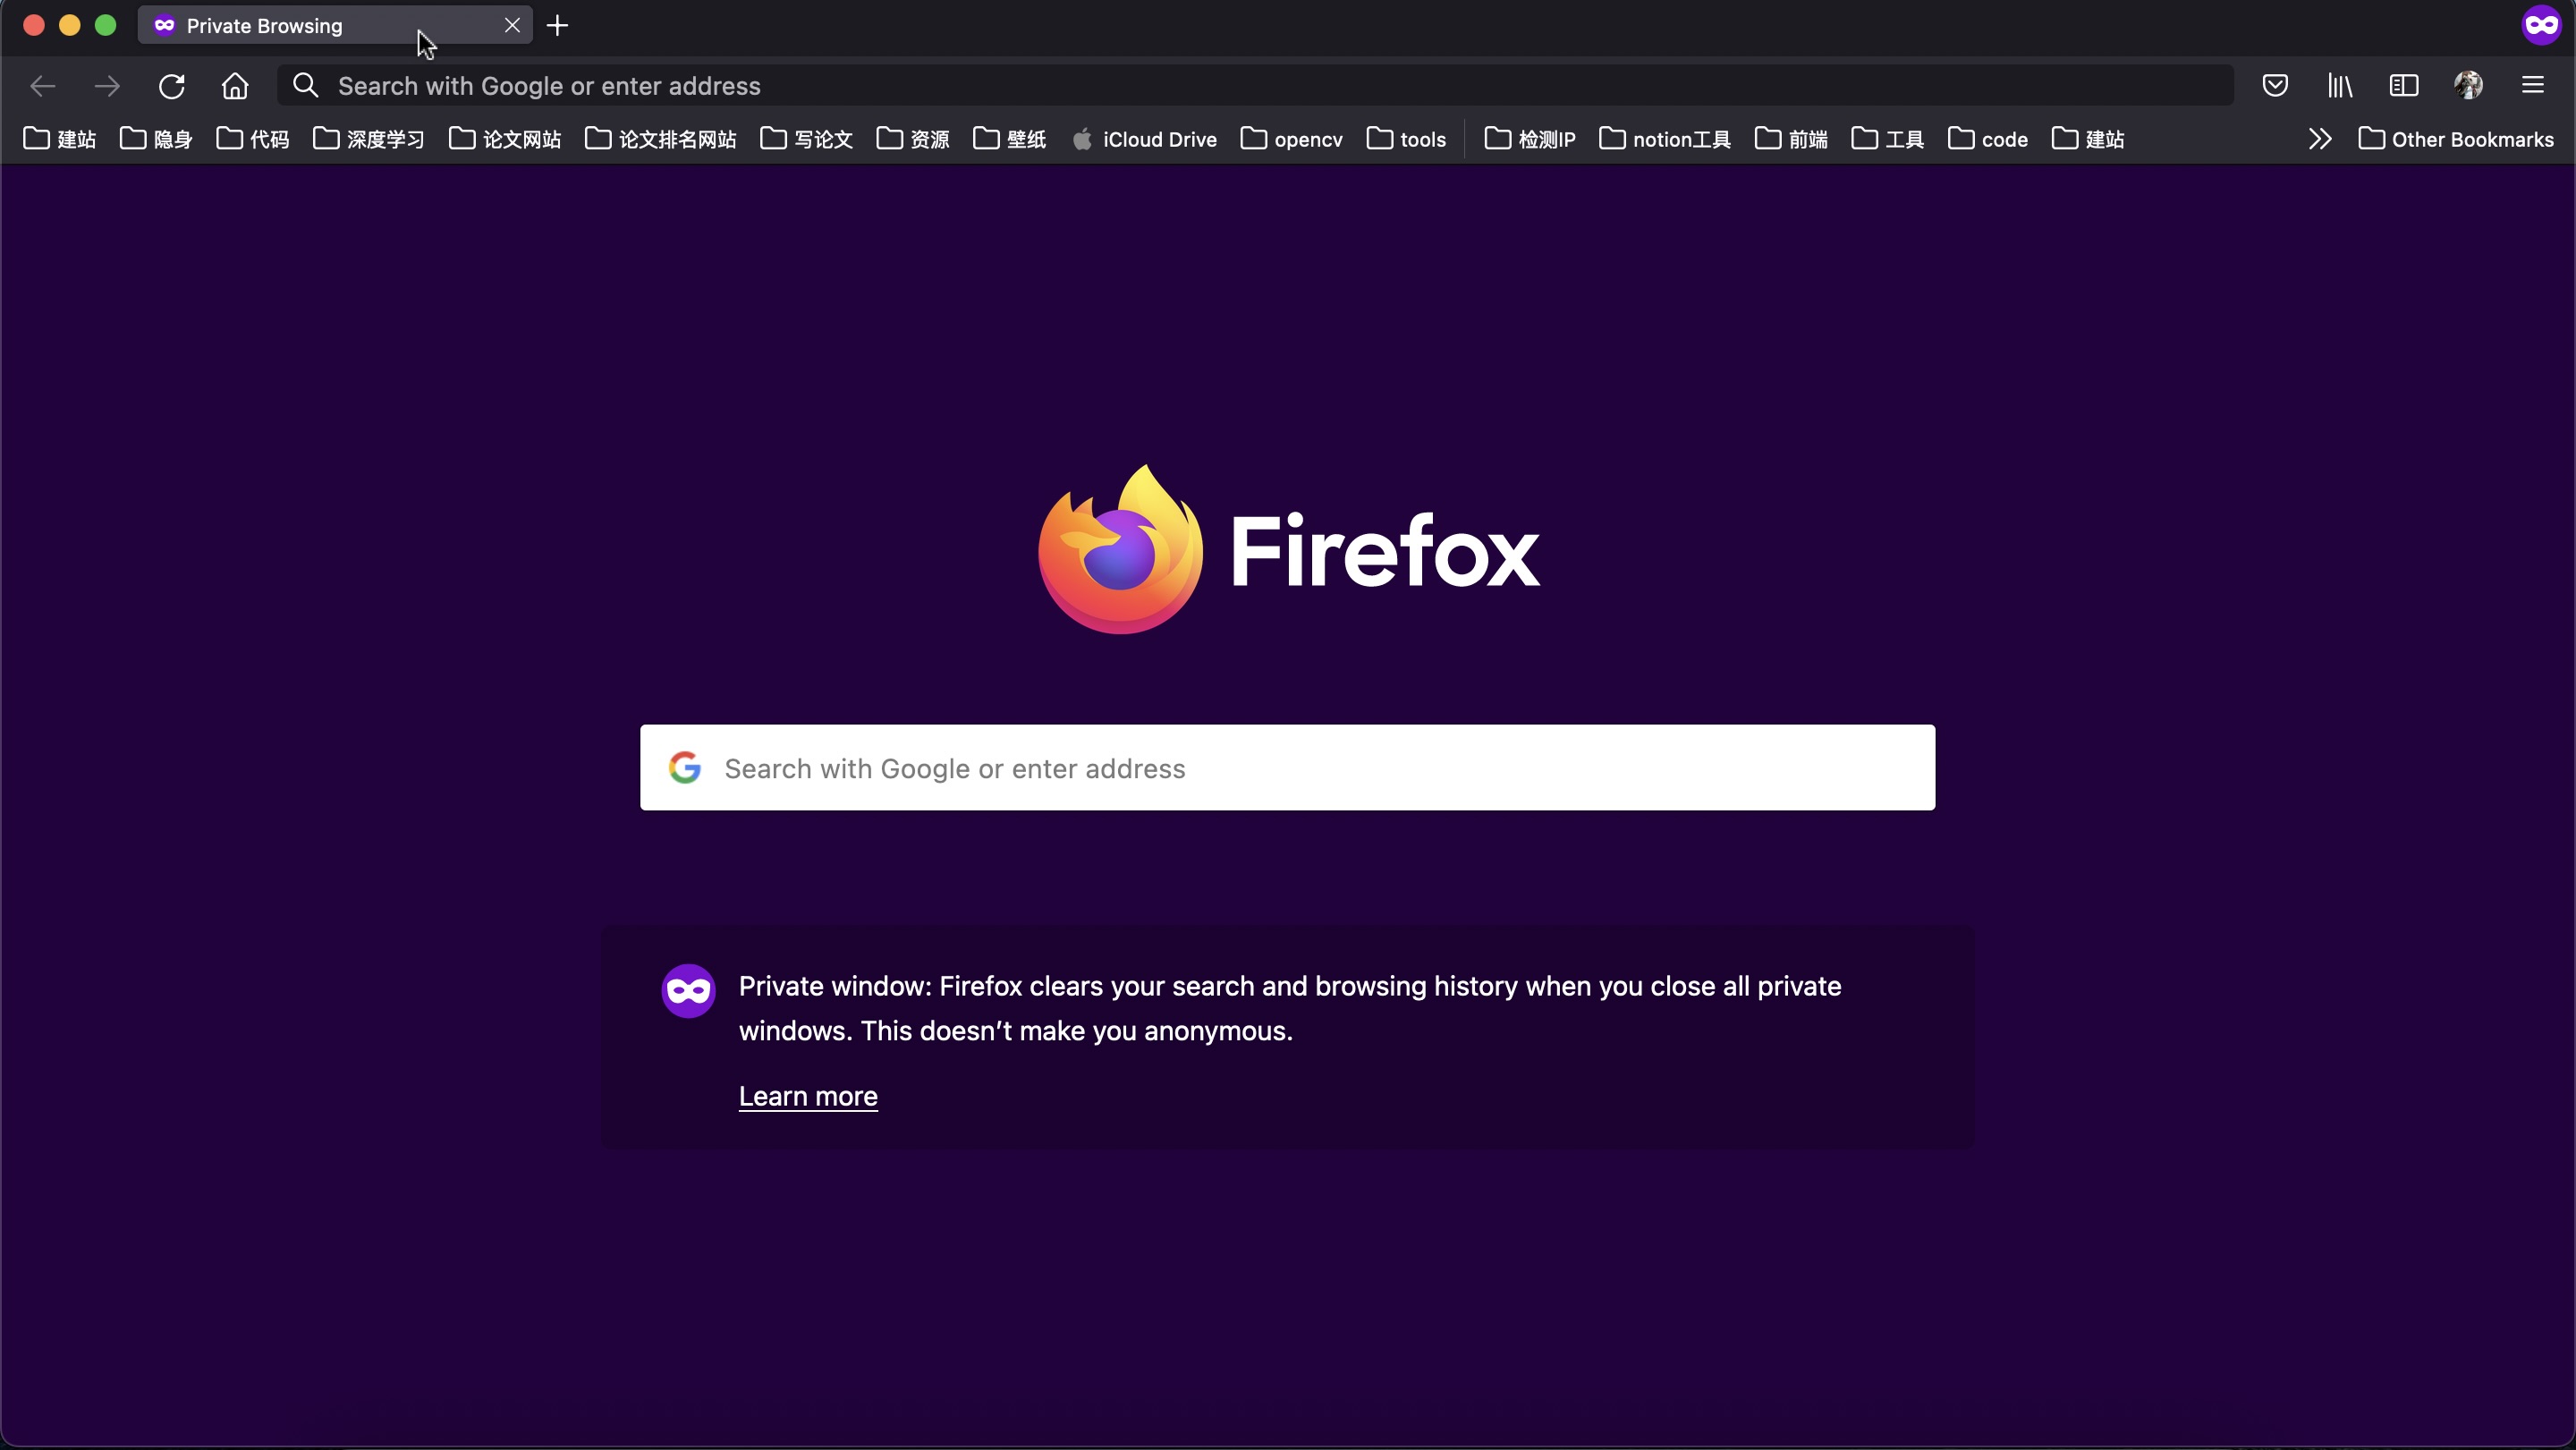 Private Browsing
Search with Google or enter address
建站 隐身 代码 深度学习 论文网站 论文排名网站 写论文 资源 壁纸 iCloud Drive opencv tools 检测IP notion工具 前端 工具 code 建站 Other Bookmarks
Firefox
Search with Google or enter address
Private window: Firefox clears your search and browsing history when you close all private
windows. This doesn’t make you anonymous.
Learn more